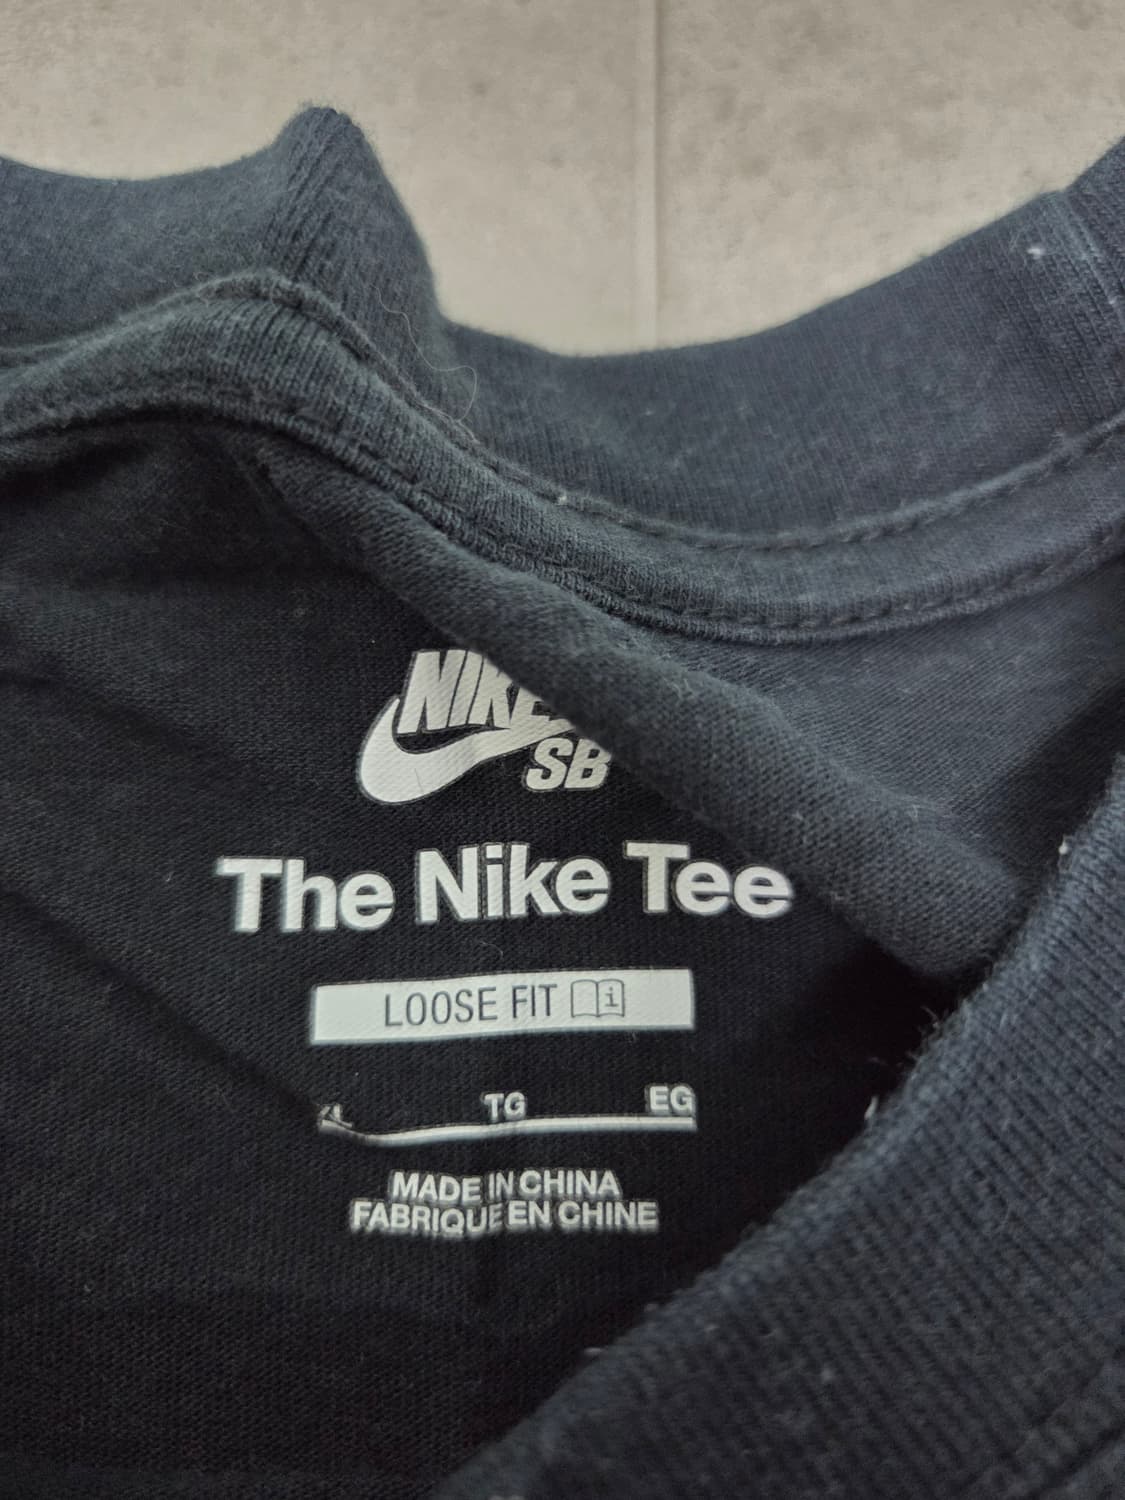 NIKE
SB
The Nike Tee
LOOSE FIT i
TG EG
MADE IN CHINA
FABRIQUE EN CHINE